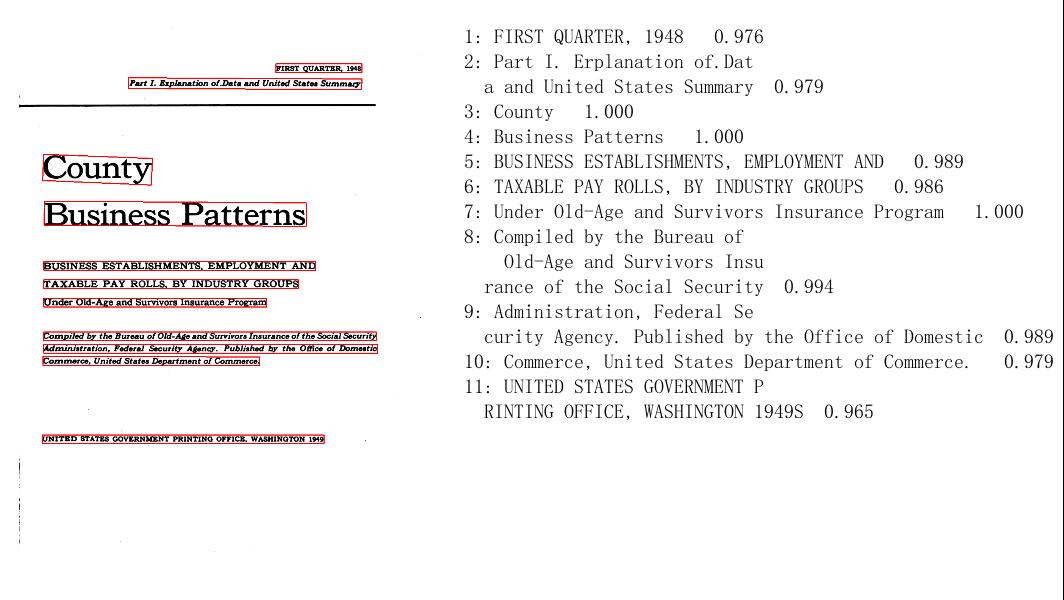 FIRST QUARTER, 1948
Part I. Explanation of Data and United States Summary
County
Business Patterns
BUSINESS ESTABLISHMENTS, EMPLOYMENT AND
TAXABLE PAY ROLLS, BY INDUSTRY GROUPS
Under Old-Age and Survivors Insurance Program
Compiled by the Bureau of Old-Age and Survivors Insurance of the Social Security
Administration, Federal Security Agency. Published by the Office of Domestic
Commerce, United States Department of Commerce.
UNITED STATES GOVERNMENT PRINTING OFFICE, WASHINGTON 1949
1: FIRST QUARTER, 1948 0.976
2: Part I. Explanation of.Dat
a and United States Summary 0.979
3: County 1.000
4: Business Patterns 1.000
5: BUSINESS ESTABLISHMENTS, EMPLOYMENT AND 0.989
6: TAXABLE PAY ROLLS, BY INDUSTRY GROUPS 0.986
7: Under Old-Age and Survivors Insurance Program 1.000
8: Compiled by the Bureau of
Old-Age and Survivors Insu
rance of the Social Security 0.994
9: Administration, Federal Se
curity Agency. Published by the Office of Domestic 0.989
10: Commerce, United States Department of Commerce. 0.979
11: UNITED STATES GOVERNMENT P
RINTING OFFICE, WASHINGTON 1949S 0.965